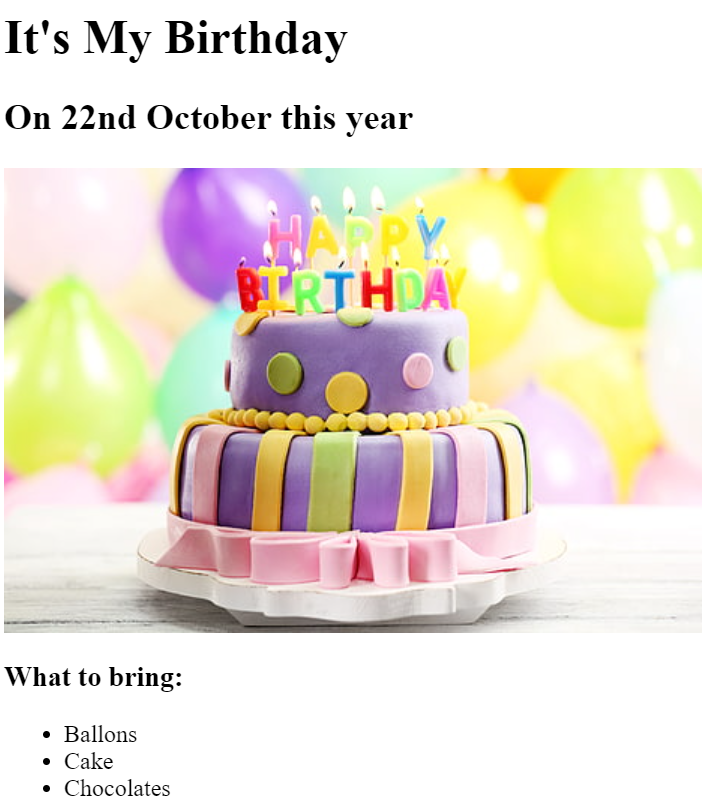 It's My Birthday
On 22nd October this year
HAPPY
BIRTHDAY
What to bring:
Ballons
Cake
Chocolates